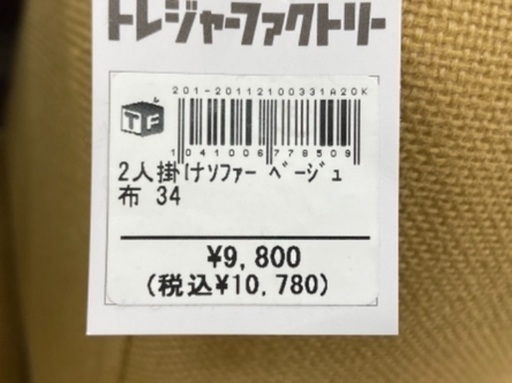 トレジャーファクトリー
201-20112100331A20K
TF
1041006778509
2人掛けｿﾌｧｰ ﾍﾞｰｼﾞｭ
布 34
¥9,800
(税込¥10,780)